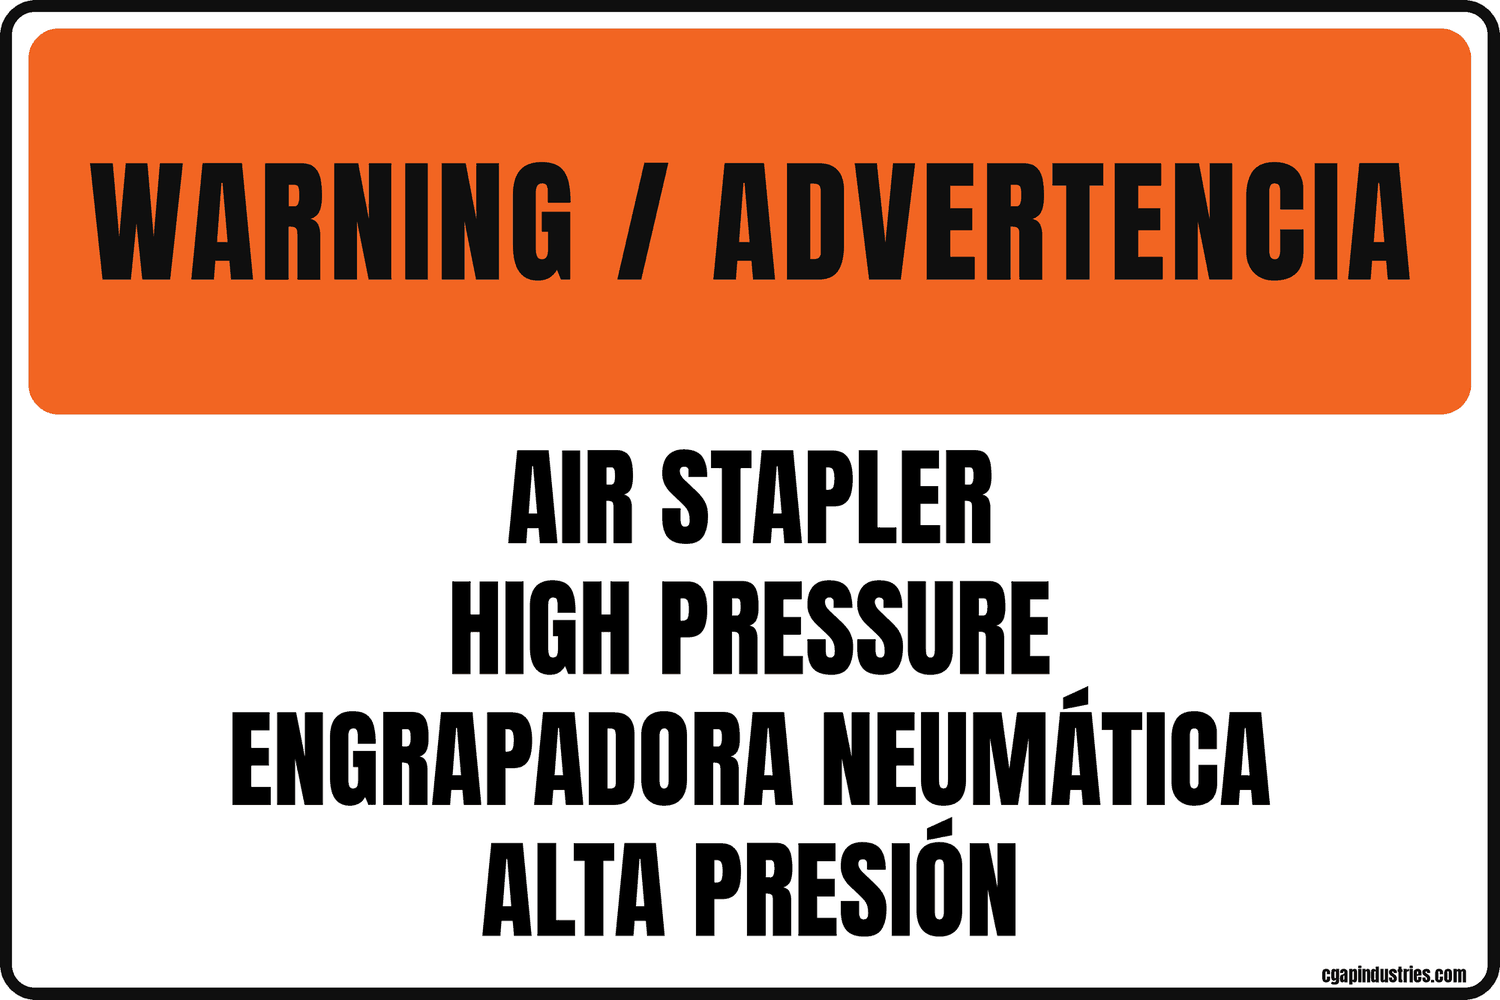 WARNING / ADVERTENCIA
AIR STAPLER
HIGH PRESSURE
ENGRAPADORA NEUMÁTICA
ALTA PRESIÓN
cgapindustries.com